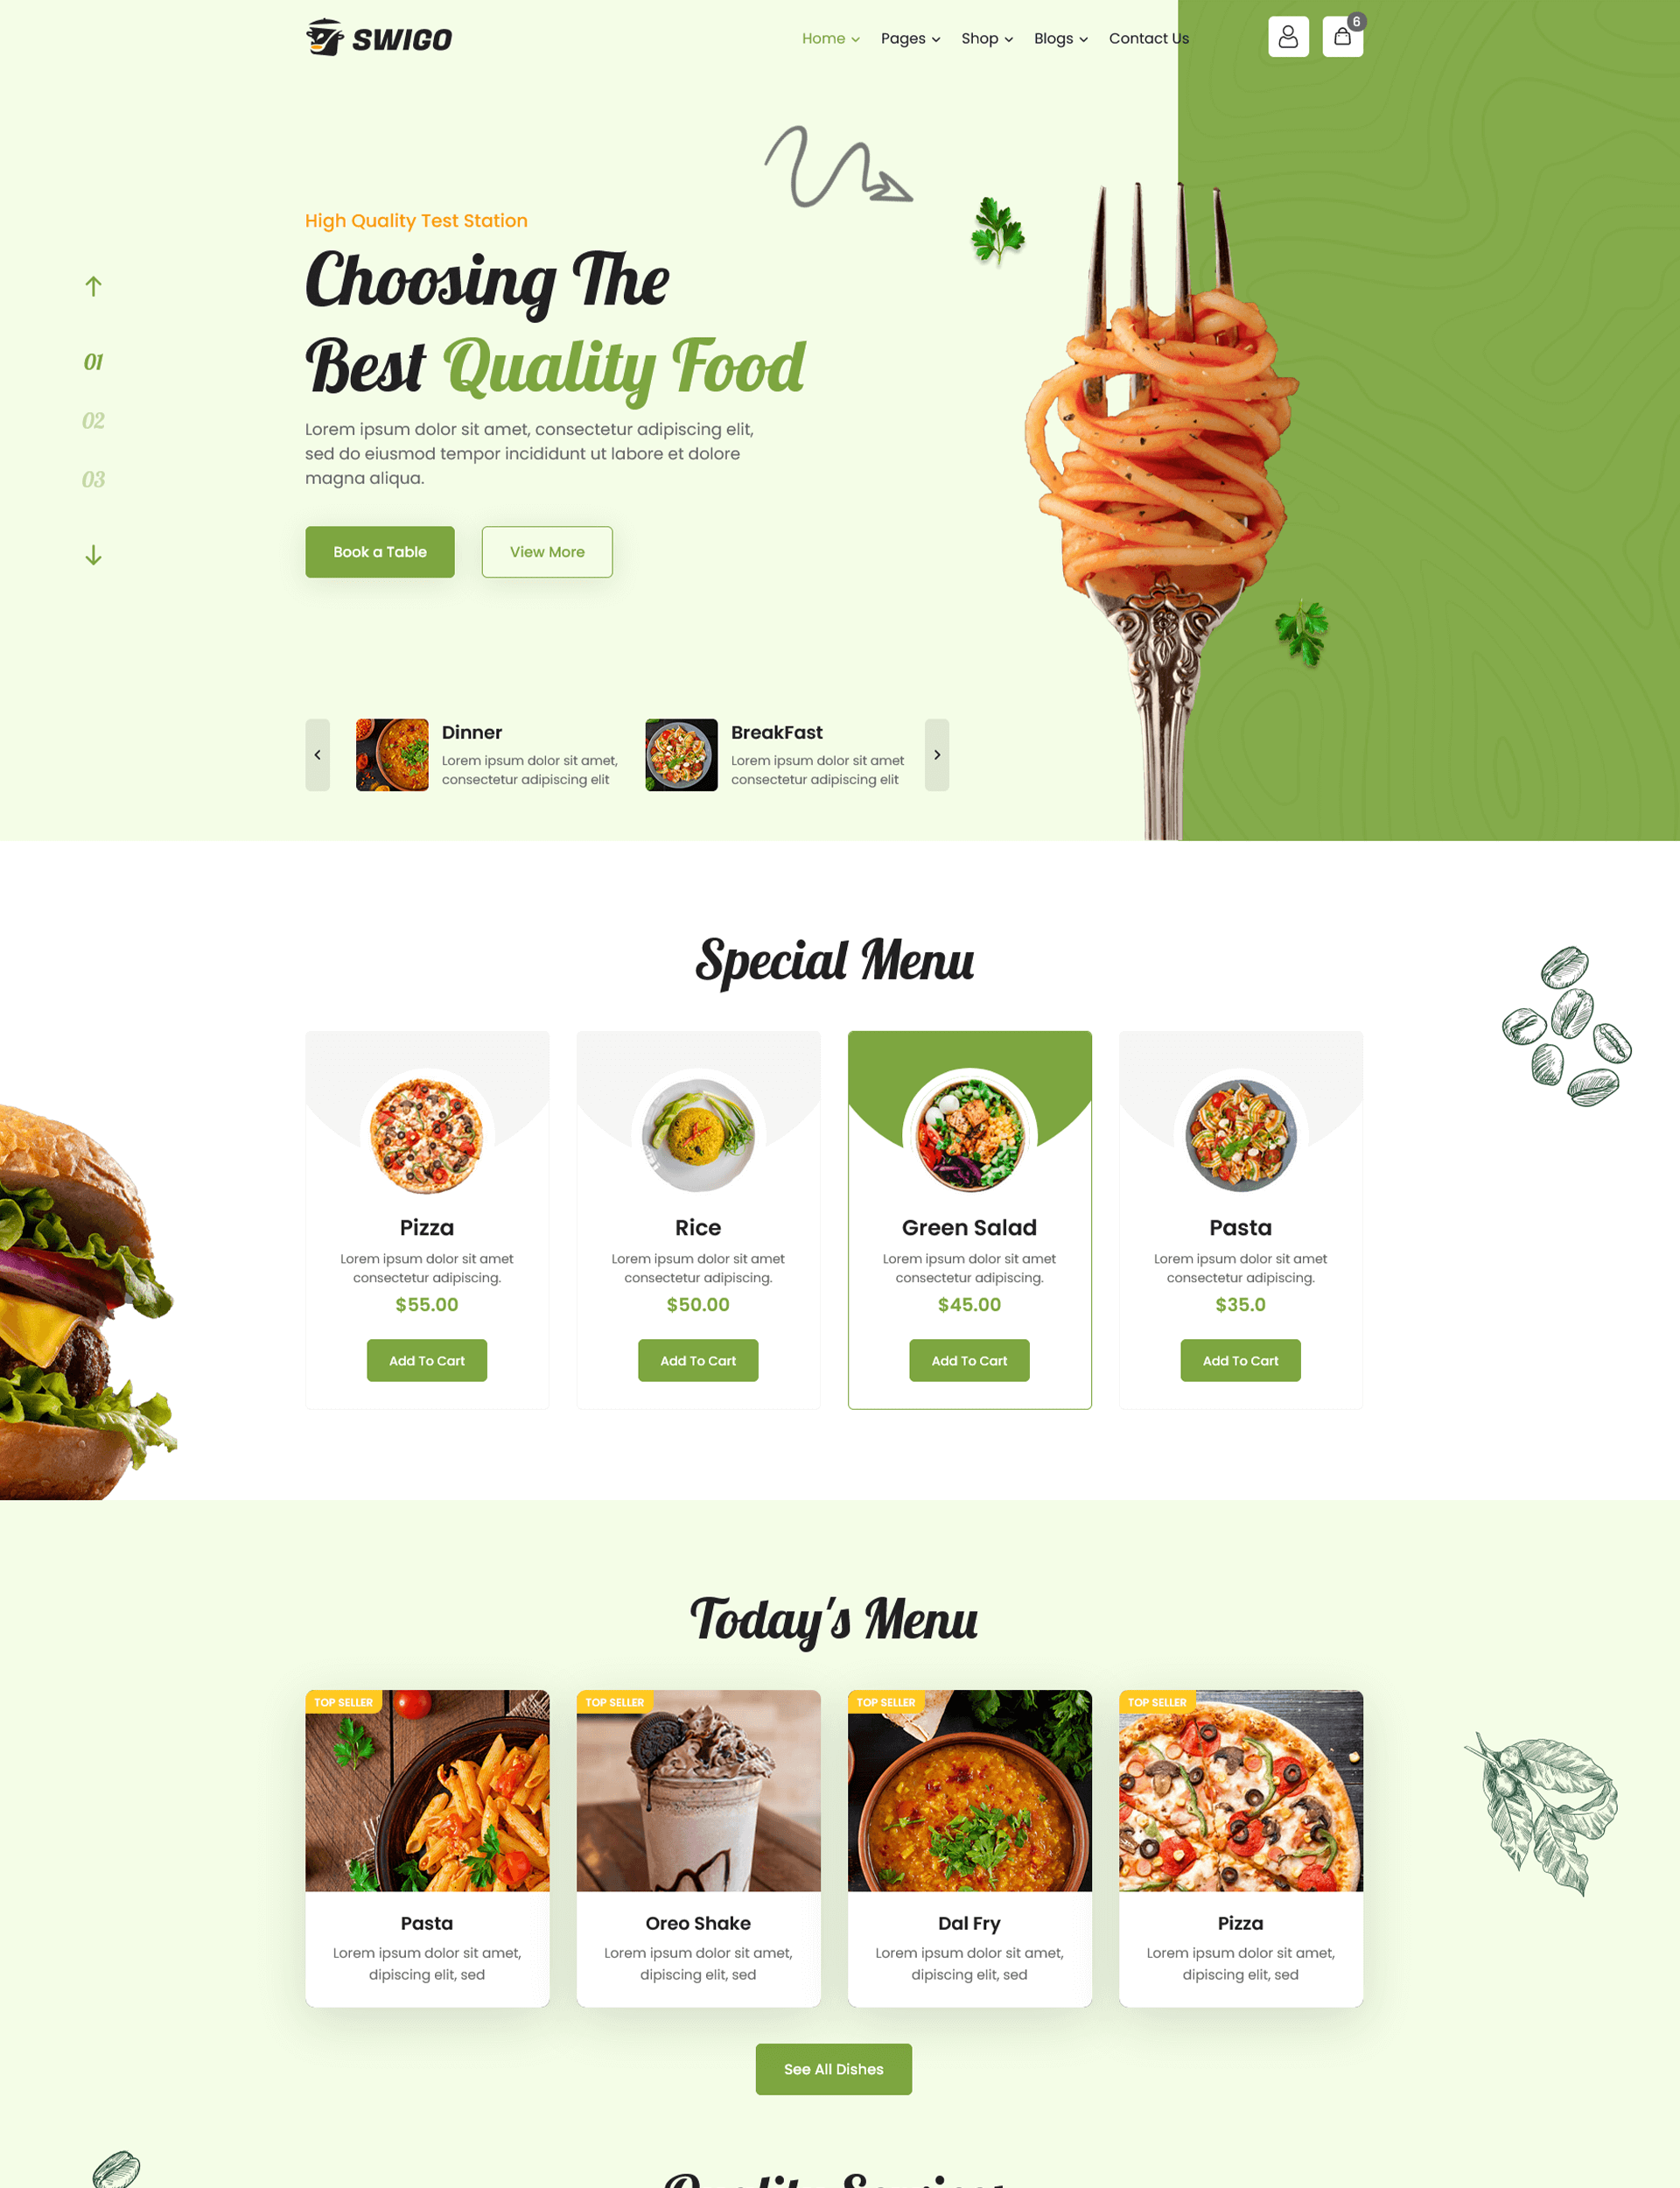 SWIGO
Home
Pages
Shop
Blogs
Contact Us
6
High Quality Test Station
Choosing The
Best Quality Food
Lorem ipsum dolor sit amet, consectetur adipiscing elit,
sed do eiusmod tempor incididunt ut labore et dolore
magna aliqua.
01
02
03
Book a Table
View More
Dinner
Lorem ipsum dolor sit amet,
consectetur adipiscing elit
BreakFast
Lorem ipsum dolor sit amet
consectetur adipiscing elit
Special Menu
Pizza
Lorem ipsum dolor sit amet
consectetur adipiscing.
$55.00
Add To Cart
Rice
Lorem ipsum dolor sit amet
consectetur adipiscing.
$50.00
Add To Cart
Green Salad
Lorem ipsum dolor sit amet
consectetur adipiscing.
$45.00
Add To Cart
Pasta
Lorem ipsum dolor sit amet
consectetur adipiscing.
$35.0
Add To Cart
Today's Menu
TOP SELLER
Pasta
Lorem ipsum dolor sit amet,
dipiscing elit, sed
TOP SELLER
Oreo Shake
Lorem ipsum dolor sit amet,
dipiscing elit, sed
TOP SELLER
Dal Fry
Lorem ipsum dolor sit amet,
dipiscing elit, sed
TOP SELLER
Pizza
Lorem ipsum dolor sit amet,
dipiscing elit, sed
See All Dishes